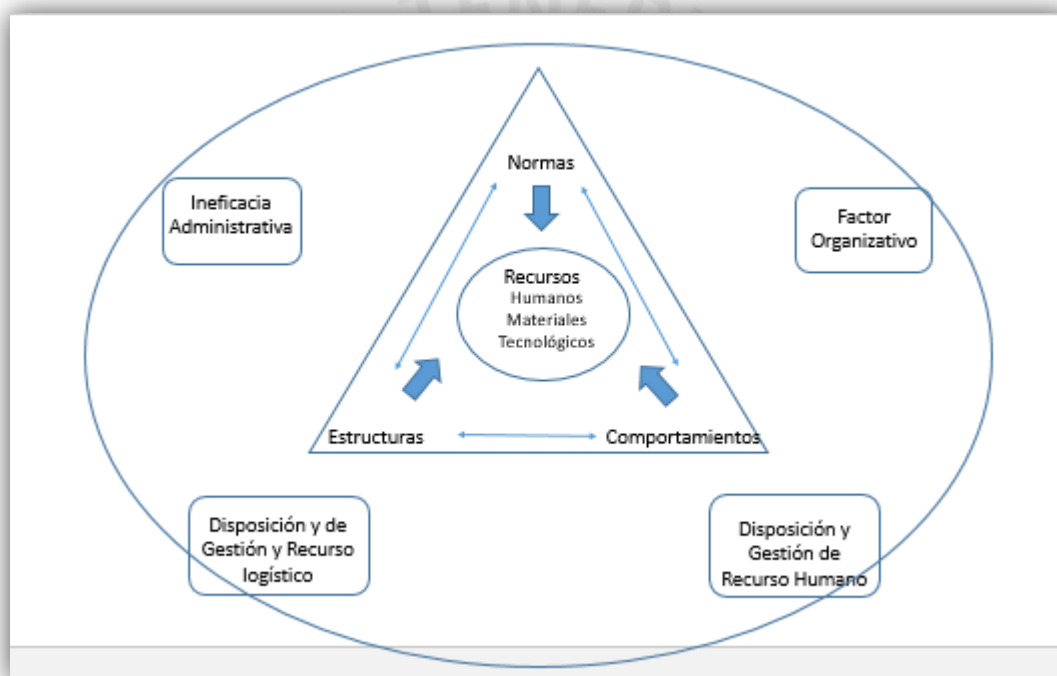 Normas
Ineficacia
Administrativa
Factor
Organizativo
Recursos
Humanos
Materiales
Tecnológicos
Estructuras
Comportamientos
Disposición y de
Gestión y Recurso
logístico
Disposición y
Gestión de
Recurso Humano